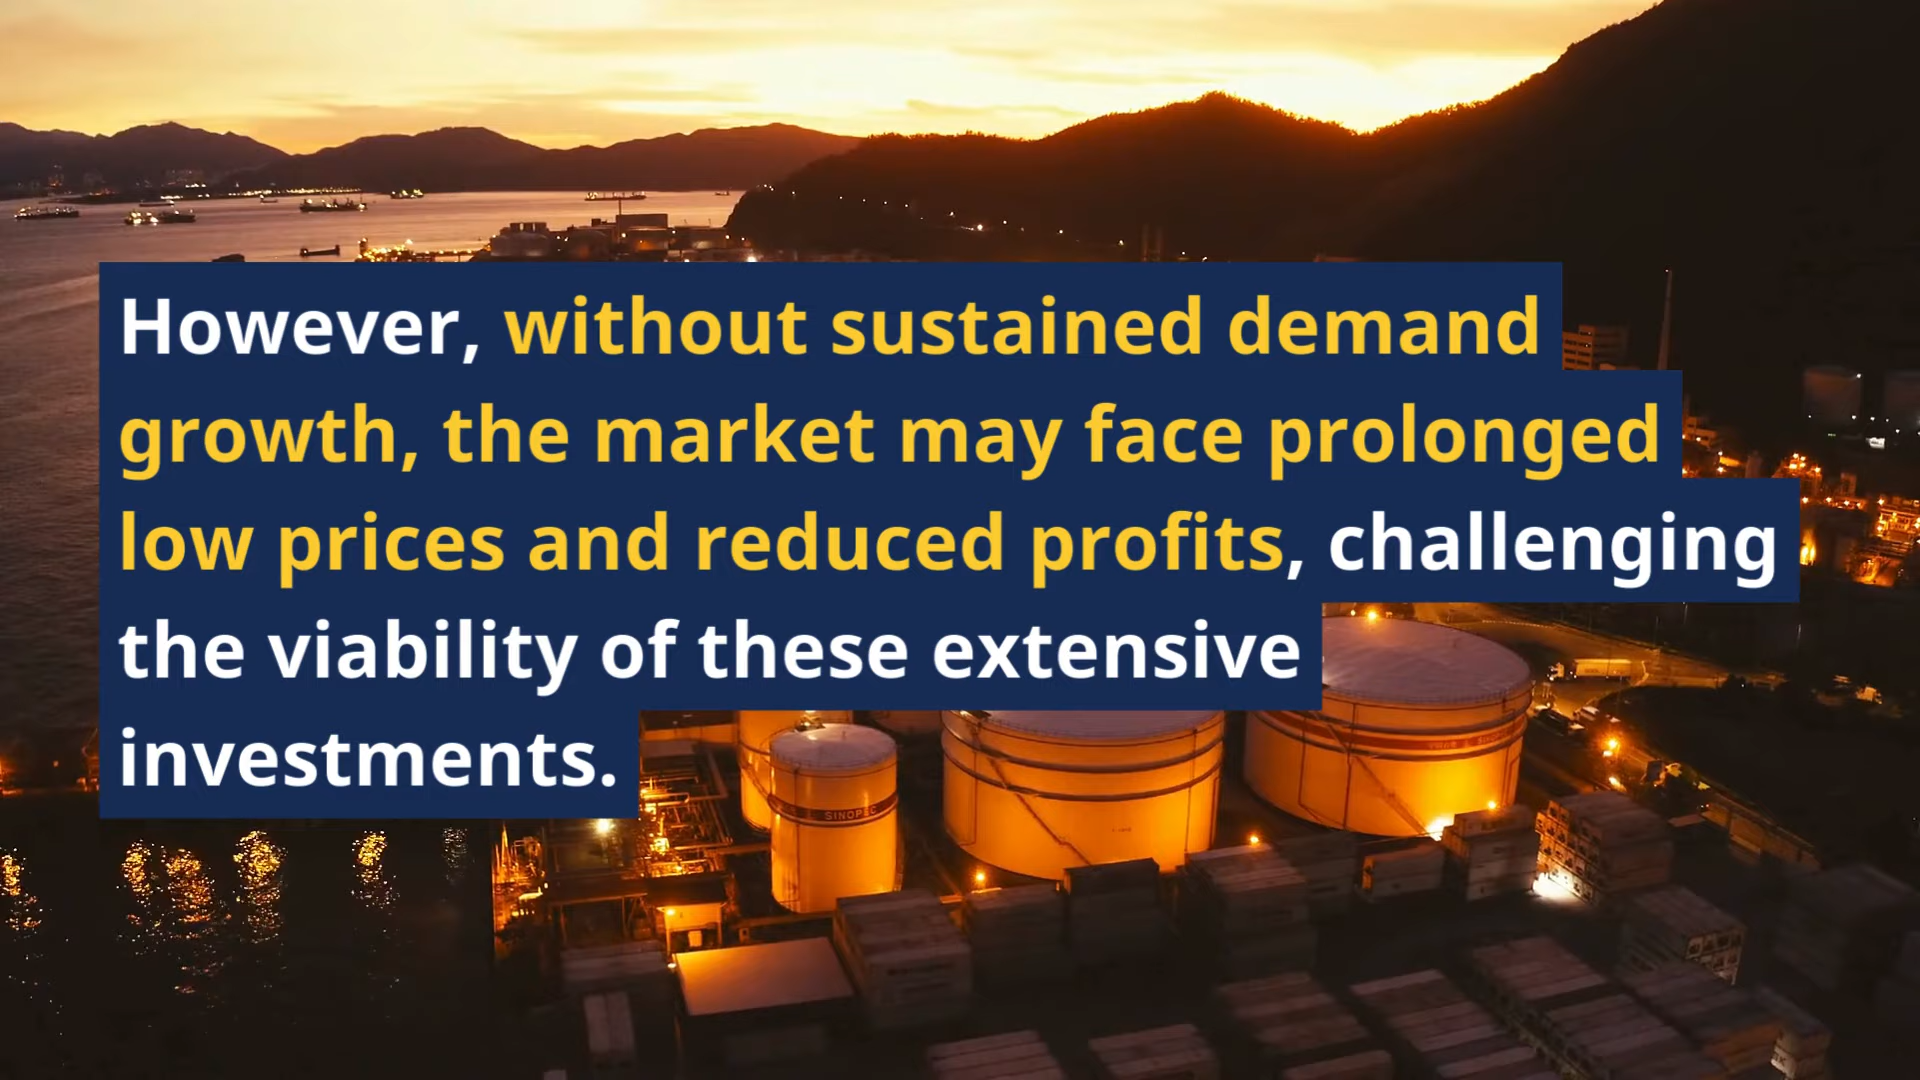 However, without sustained demand
growth, the market may face prolonged
low prices and reduced profits, challenging
the viability of these extensive
investments.
SINOPEC